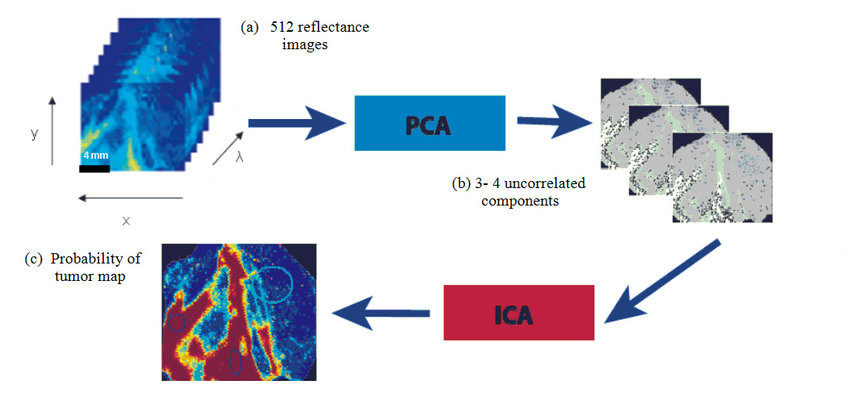 (a) 512 reflectance
images
y
4 mm
λ
x
PCA
(b) 3- 4 uncorrelated
components
(c) Probability of
tumor map
ICA